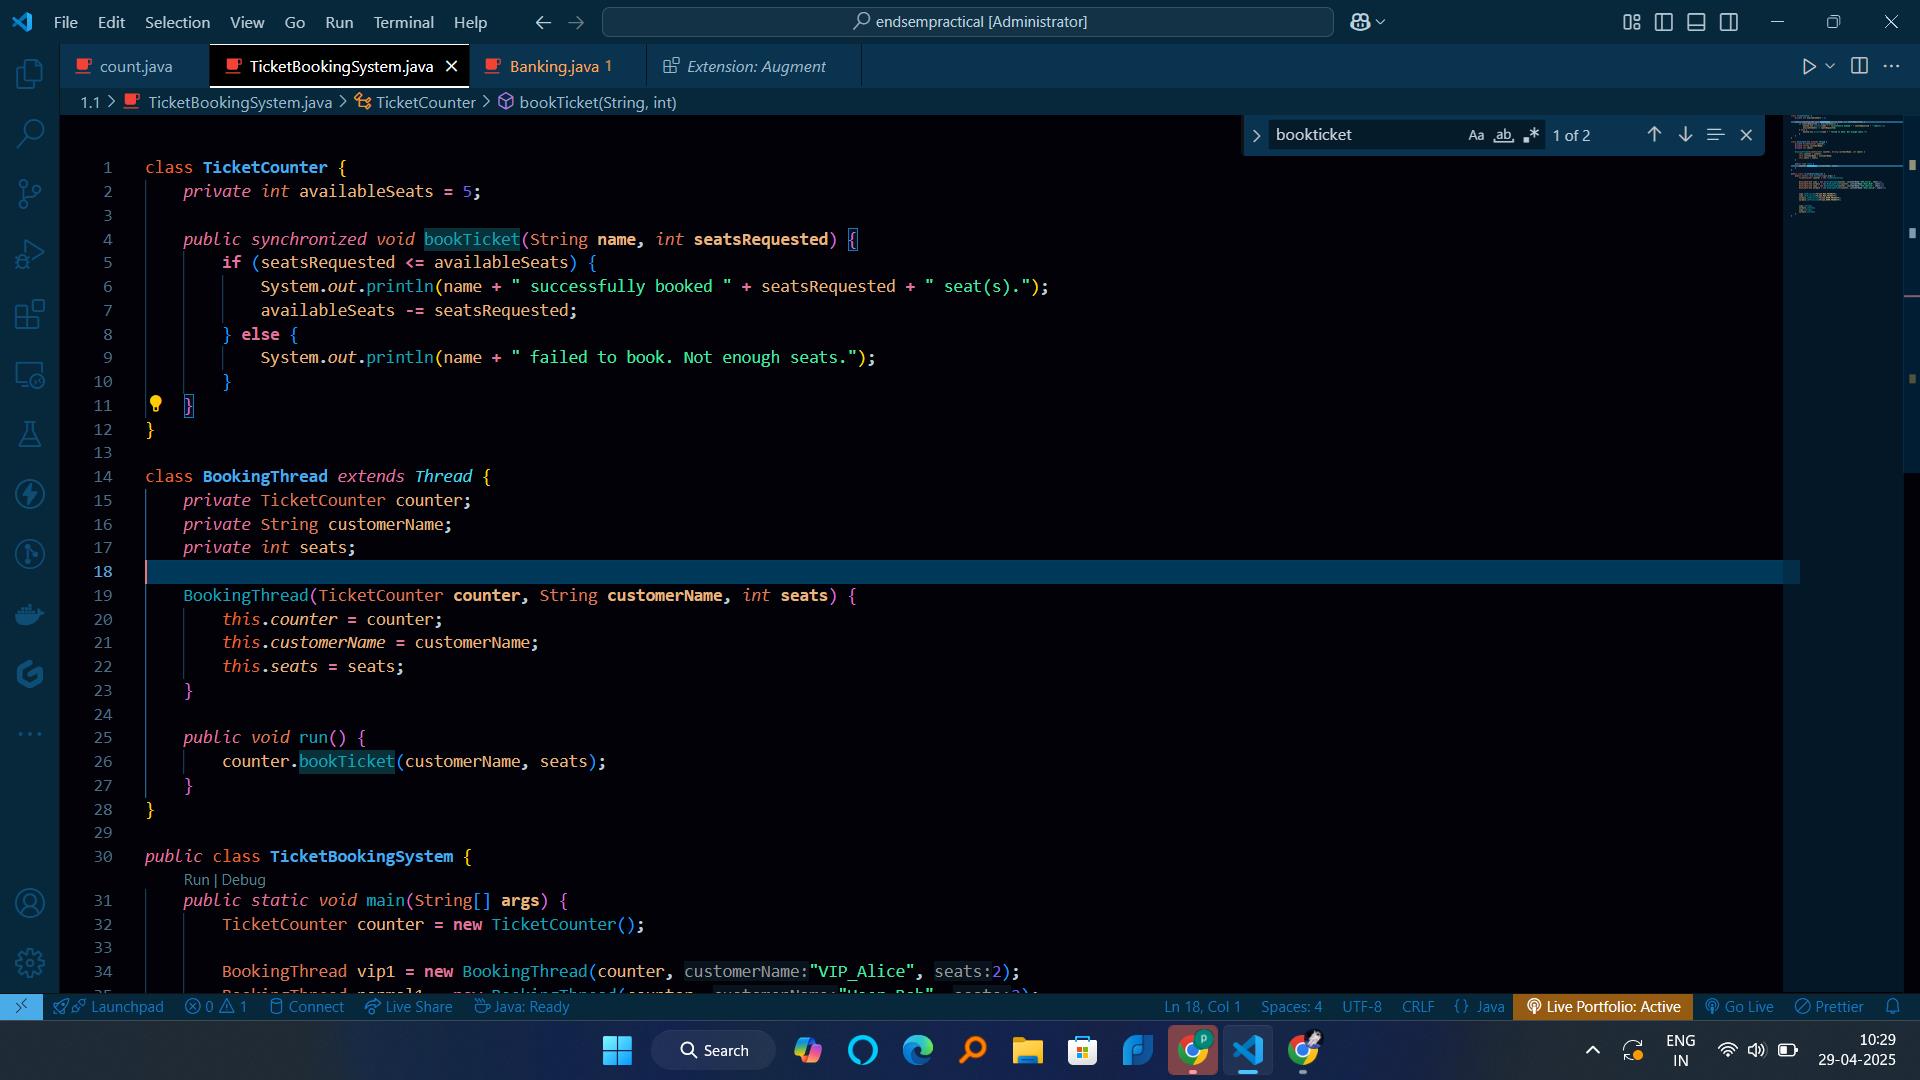 File Edit Selection View Go Run Terminal Help
endsempractical [Administrator]
count.java
TicketBookingSystem.java
Banking.java 1
Extension: Augment
1.1 > TicketBookingSystem.java > TicketCounter > bookTicket(String, int)
bookticket
Aa ab .* 1 of 2
1 class TicketCounter {
2 private int availableSeats = 5;
3
4 public synchronized void bookTicket(String name, int seatsRequested) {
5 if (seatsRequested <= availableSeats) {
6 System.out.println(name + " successfully booked " + seatsRequested + " seat(s).");
7 availableSeats -= seatsRequested;
8 } else {
9 System.out.println(name + " failed to book. Not enough seats.");
10 }
11 }
12 }
13
14 class BookingThread extends Thread {
15 private TicketCounter counter;
16 private String customerName;
17 private int seats;
18
19 BookingThread(TicketCounter counter, String customerName, int seats) {
20 this.counter = counter;
21 this.customerName = customerName;
22 this.seats = seats;
23 }
24
25 public void run() {
26 counter.bookTicket(customerName, seats);
27 }
28 }
29
30 public class TicketBookingSystem {
Run | Debug
31 public static void main(String[] args) {
32 TicketCounter counter = new TicketCounter();
33
34 BookingThread vip1 = new BookingThread(counter, customerName:"VIP_Alice", seats:2);
Launchpad 0 1 Connect Live Share Java: Ready
Ln 18, Col 1 Spaces: 4 UTF-8 CRLF {} Java Live Portfolio: Active Go Live Prettier
Search
ENG
IN
10:29
29-04-2025